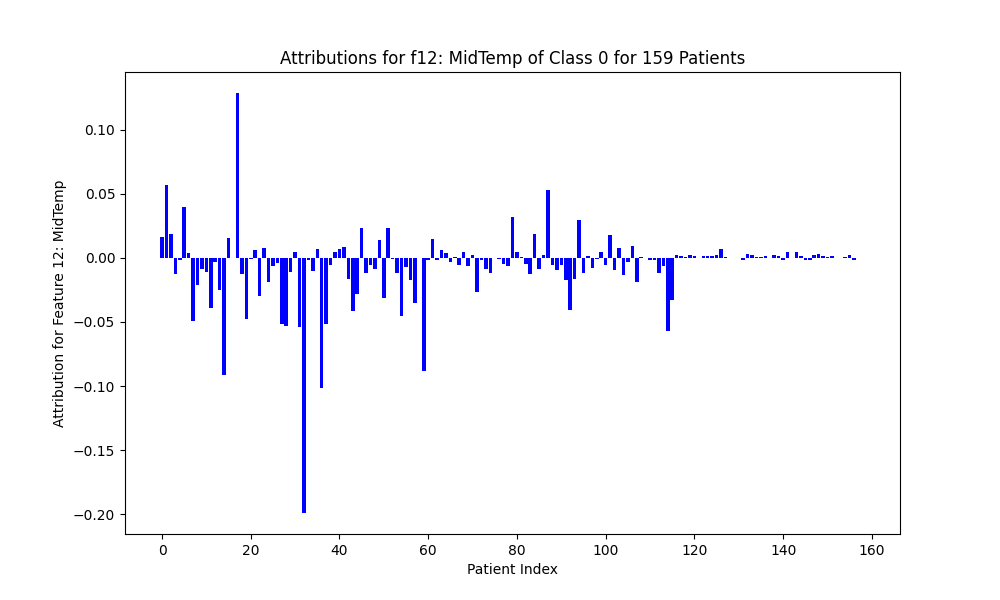 Attributions for f12: MidTemp of Class 0 for 159 Patients
Attribution for Feature 12: MidTemp
0.10
0.05
0.00
−0.05
−0.10
−0.15
−0.20
0 20 40 60 80 100 120 140 160
Patient Index